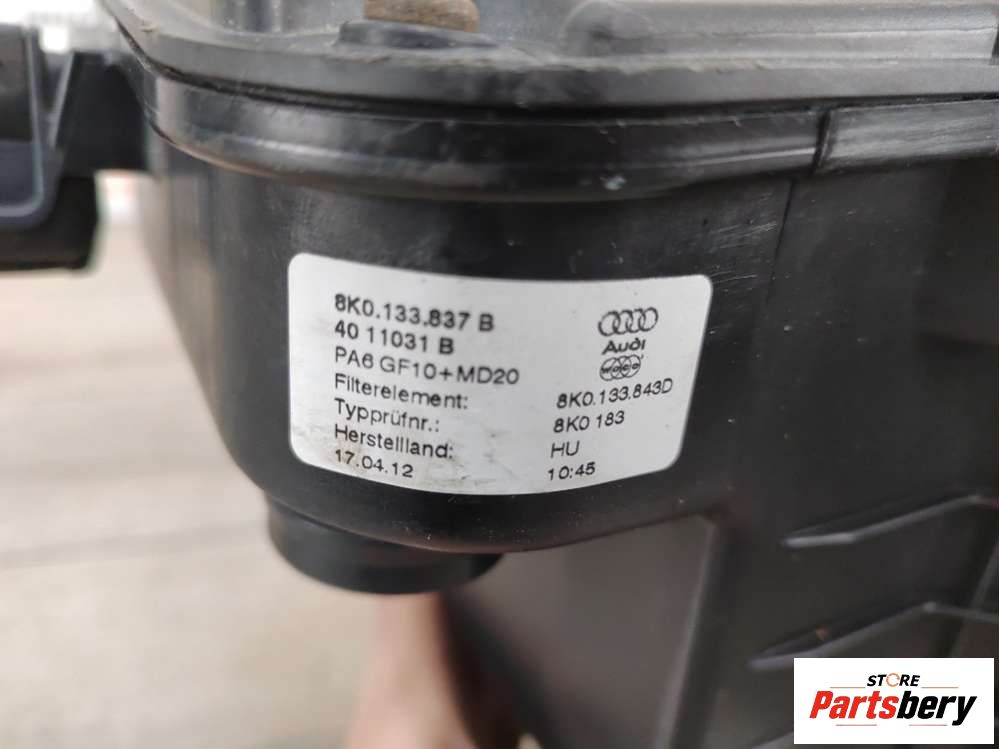 8K0.133.837 B
40 11031 B
PA6 GF10+MD20
Filterelement: 8K0.133.843D
Typprüfnr.: 8K0 183
Herstellland: HU
17.04.12 10:45
Audi
woco
STORE
Partsbery